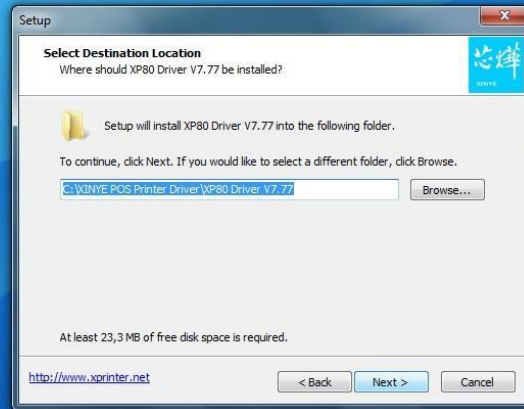 Setup
Select Destination Location
Where should XP80 Driver V7.77 be installed?
芯烨
XINYE
Setup will install XP80 Driver V7.77 into the following folder.
To continue, click Next. If you would like to select a different folder, click Browse.
C:\XINYE POS Printer Driver\XP80 Driver V7.77
Browse...
At least 23,3 MB of free disk space is required.
http://www.xprinter.net
< Back
Next >
Cancel